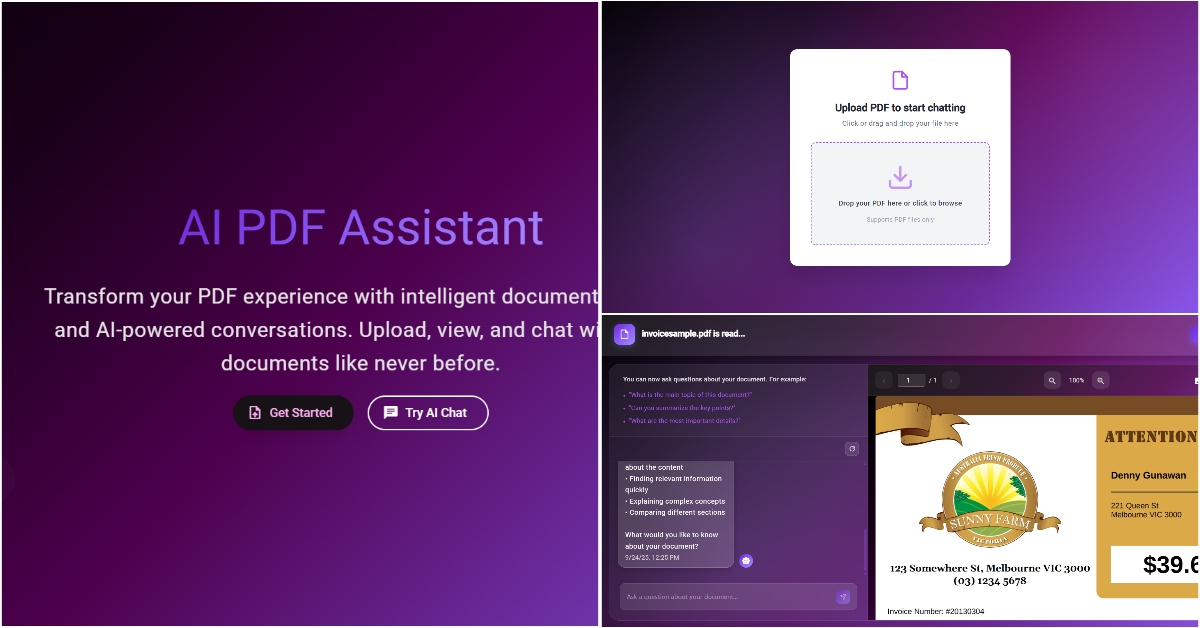 AI PDF Assistant
Transform your PDF experience with intelligent document
and AI-powered conversations. Upload, view, and chat wi
documents like never before.
Get Started
Try AI Chat
Upload PDF to start chatting
Click or drag and drop your file here
Drop your PDF here or click to browse
Supports PDF files only
invoicesample.pdf is read...
You can now ask questions about your document. For example:
• "What is the main topic of this document?"
• "Can you summarize the key points?"
• "What are the most important details?"
about the content
• Finding relevant information
quickly
• Explaining complex concepts
• Comparing different sections
What would you like to know
about your document?
9/24/25, 12:25 PM
Ask a question about your document...
1 / 1
100%
AUSTRALIA FRESH PRODUCE
SUNNY FARM
VICTORIA
123 Somewhere St, Melbourne VIC 3000
(03) 1234 5678
Invoice Number: #20130304
ATTENTION
Denny Gunawan
221 Queen St
Melbourne VIC 3000
$39.6